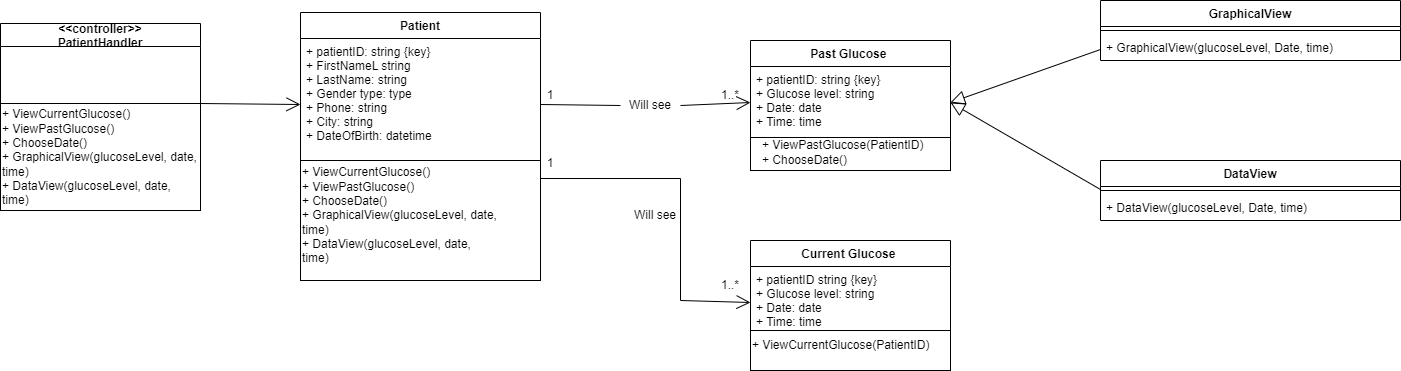 <<controller>>
PatientHandler
+ ViewCurrentGlucose()
+ ViewPastGlucose()
+ ChooseDate()
+ GraphicalView(glucoseLevel, date,
time)
+ DataView(glucoseLevel, date,
time)
Patient
+ patientID: string {key}
+ FirstNameL string
+ LastName: string
+ Gender type: type
+ Phone: string
+ City: string
+ DateOfBirth: datetime
+ ViewCurrentGlucose()
+ ViewPastGlucose()
+ ChooseDate()
+ GraphicalView(glucoseLevel, date,
time)
+ DataView(glucoseLevel, date,
time)
1
Will see
1..*
1
Will see
1..*
Past Glucose
+ patientID: string {key}
+ Glucose level: string
+ Date: date
+ Time: time
+ ViewPastGlucose(PatientID)
+ ChooseDate()
Current Glucose
+ patientID string {key}
+ Glucose level: string
+ Date: date
+ Time: time
+ ViewCurrentGlucose(PatientID)
GraphicalView
+ GraphicalView(glucoseLevel, Date, time)
DataView
+ DataView(glucoseLevel, Date, time)